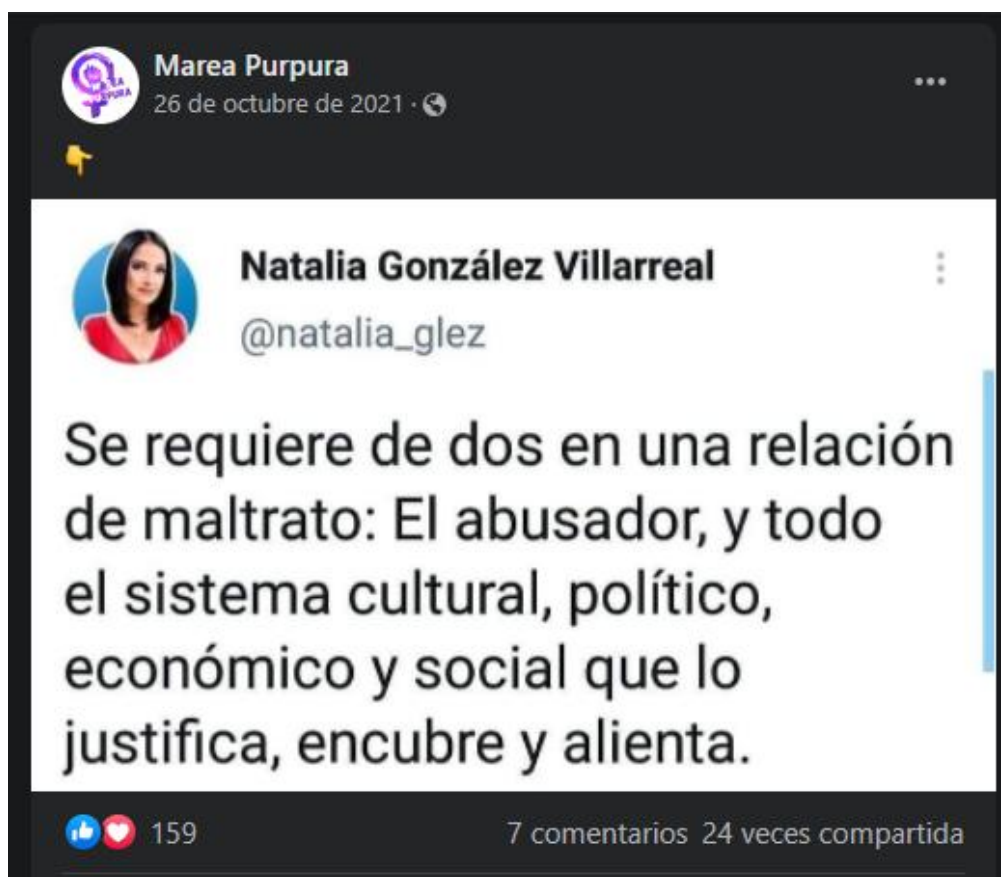 Marea Purpura
26 de octubre de 2021 ·
Natalia González Villarreal
@natalia_glez
Se requiere de dos en una relación
de maltrato: El abusador, y todo
el sistema cultural, político,
económico y social que lo
justifica, encubre y alienta.
159
7 comentarios 24 veces compartida